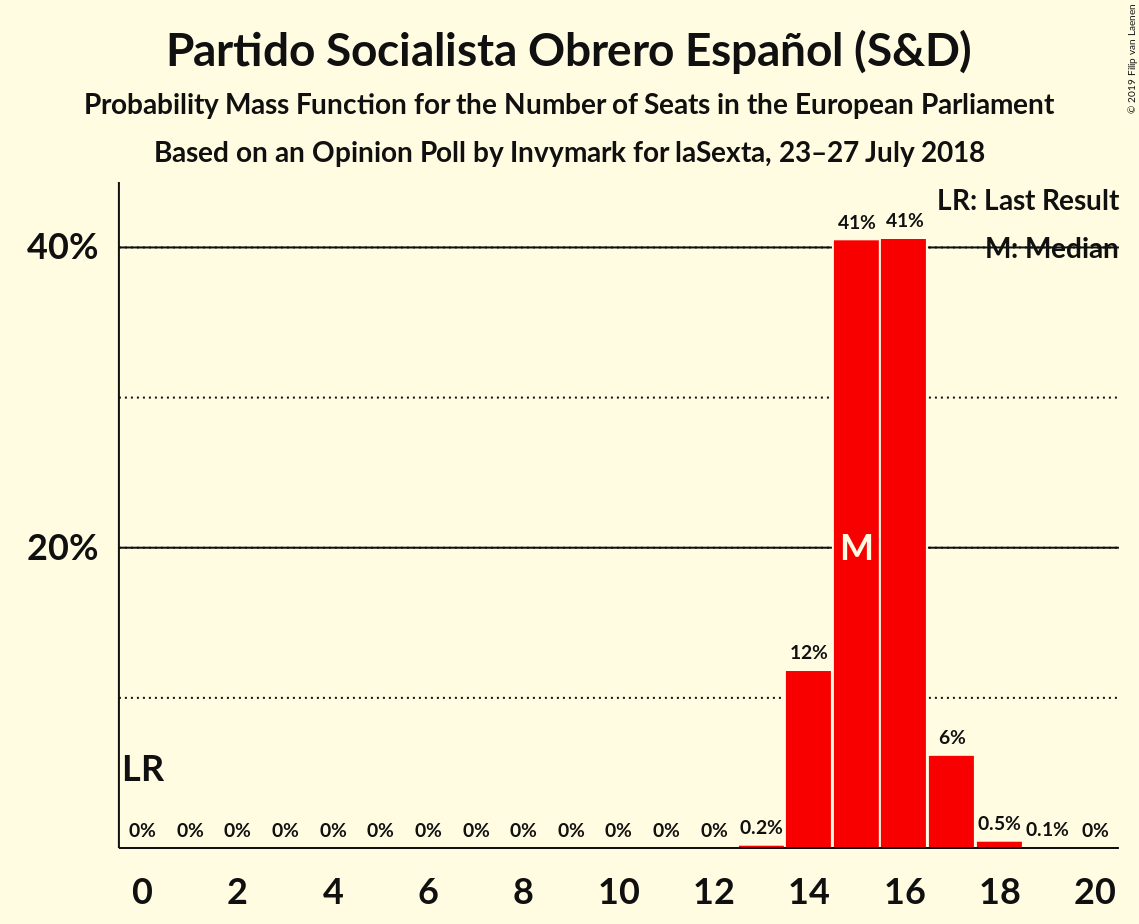 Partido Socialista Obrero Español (S&D)
Probability Mass Function for the Number of Seats in the European Parliament
Based on an Opinion Poll by Invymark for laSexta, 23–27 July 2018
© 2019 Filip van Laenen
LR: Last Result
M: Median
41% 41%
40%
20%
M
12%
6%
LR
0% 0% 0% 0% 0% 0% 0% 0% 0% 0% 0% 0% 0% 0.2% 0.5% 0.1% 0%
0 2 4 6 8 10 12 14 16 18 20